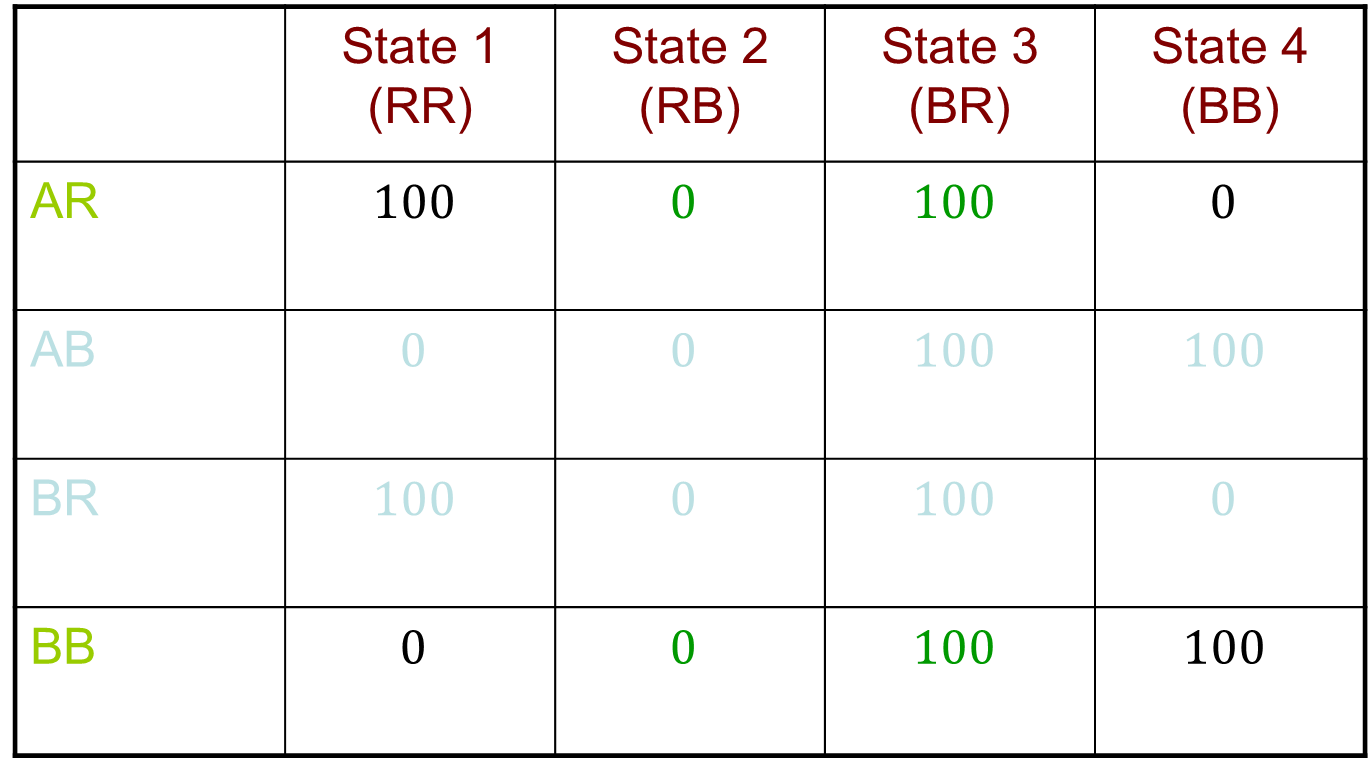 State 1 State 2 State 3 State 4
(RR) (RB) (BR) (BB)
AR 100 0 100 0
AB 0 0 100 100
BR 100 0 100 0
BB 0 0 100 100